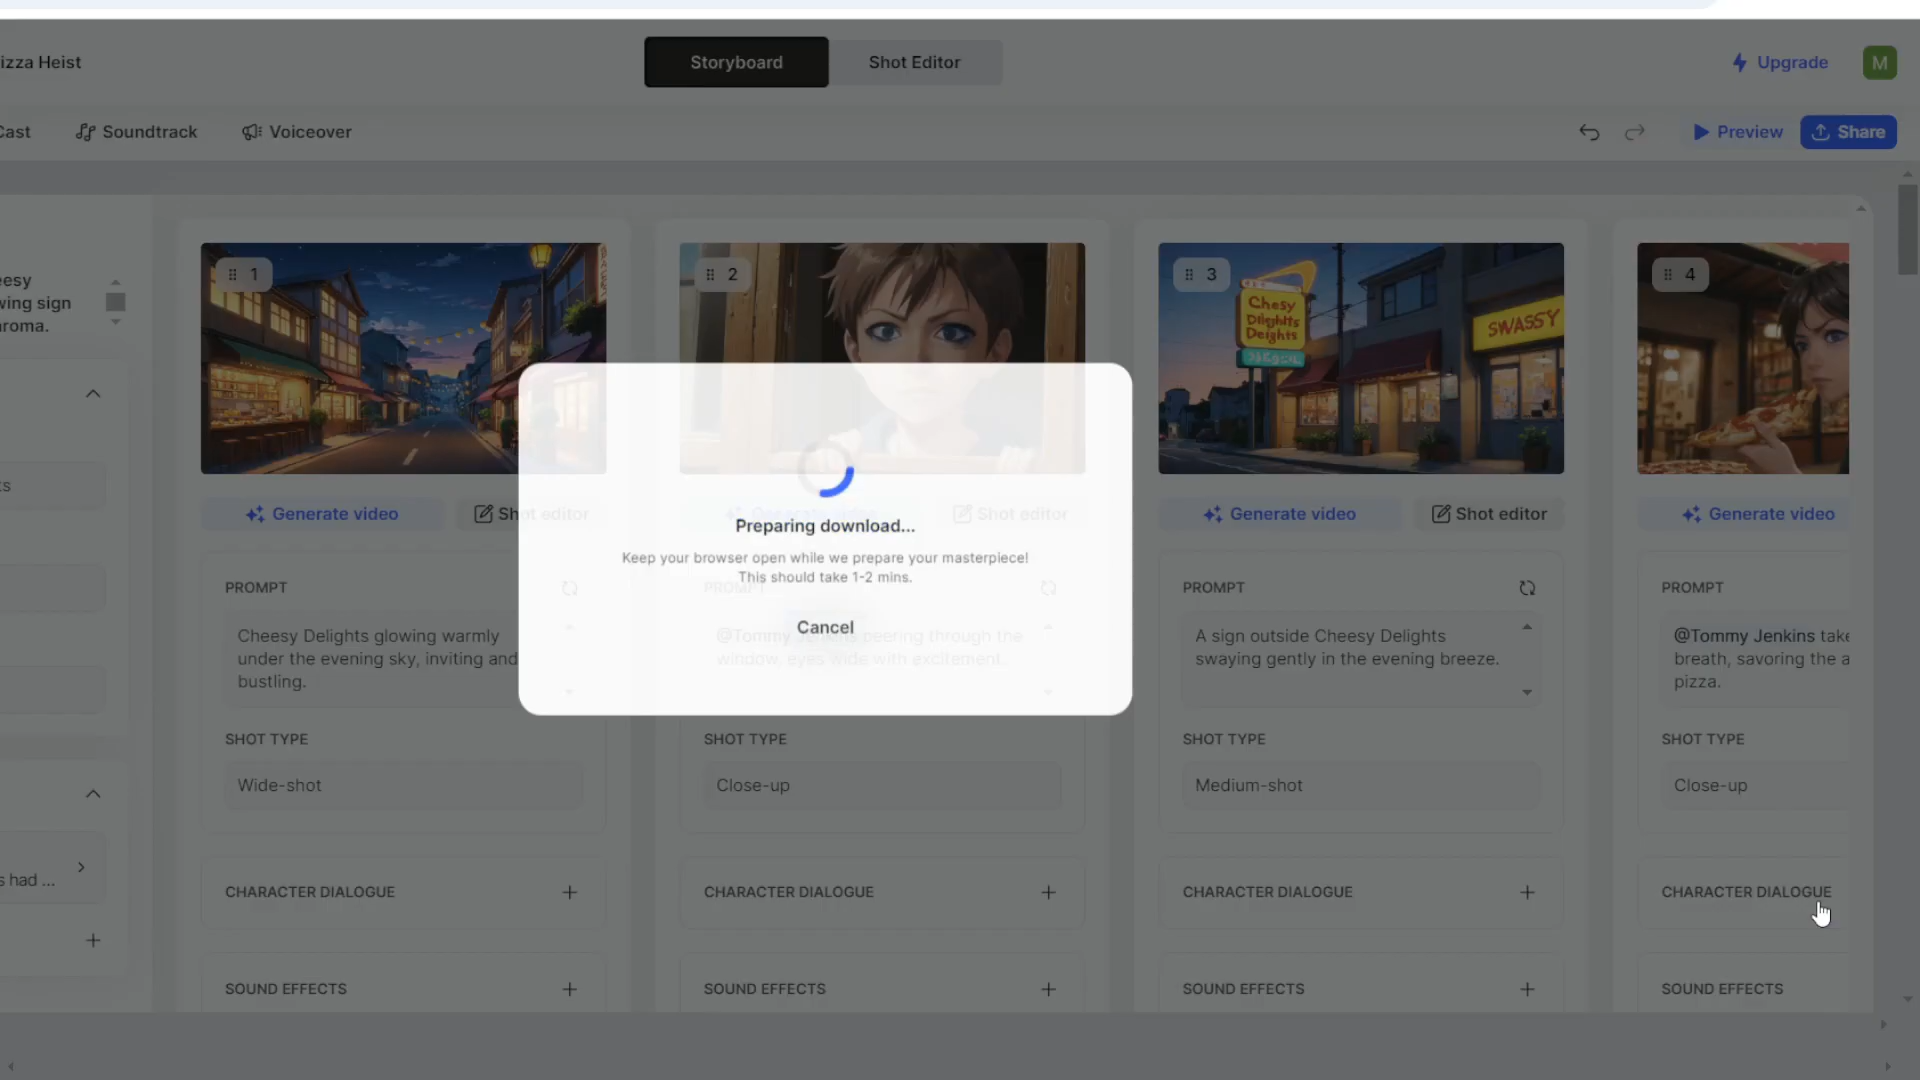 izza Heist
Storyboard
Shot Editor
Upgrade
M
Cast
Soundtrack
Voiceover
Preview
Share
eesy
wing sign
aroma.
1
2
3
Chesy
SWASSY
4
Generate video
Shot editor
Generate video
Shot editor
Generate video
Shot editor
Generate video
Preparing download...
Keep your browser open while we prepare your masterpiece!
This should take 1-2 mins.
Cancel
PROMPT
Cheesy Delights glowing warmly
under the evening sky, inviting and
bustling.
PROMPT
@Tommy Jenkins peering through the
window, eyes wide with excitement.
PROMPT
A sign outside Cheesy Delights
swaying gently in the evening breeze.
PROMPT
@Tommy Jenkins take
breath, savoring the a
pizza.
SHOT TYPE
Wide-shot
SHOT TYPE
Close-up
SHOT TYPE
Medium-shot
SHOT TYPE
Close-up
ts
s had ...
CHARACTER DIALOGUE
CHARACTER DIALOGUE
CHARACTER DIALOGUE
CHARACTER DIALOGUE
SOUND EFFECTS
SOUND EFFECTS
SOUND EFFECTS
SOUND EFFECTS